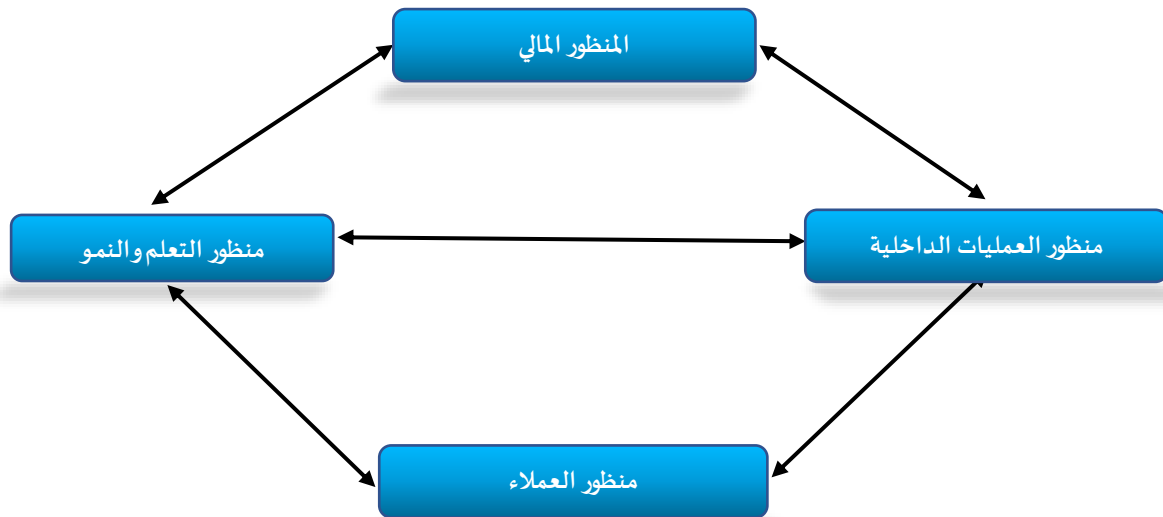 المنظور المالي
منظور العمليات الداخلية
منظور التعلم والنمو
منظور العملاء